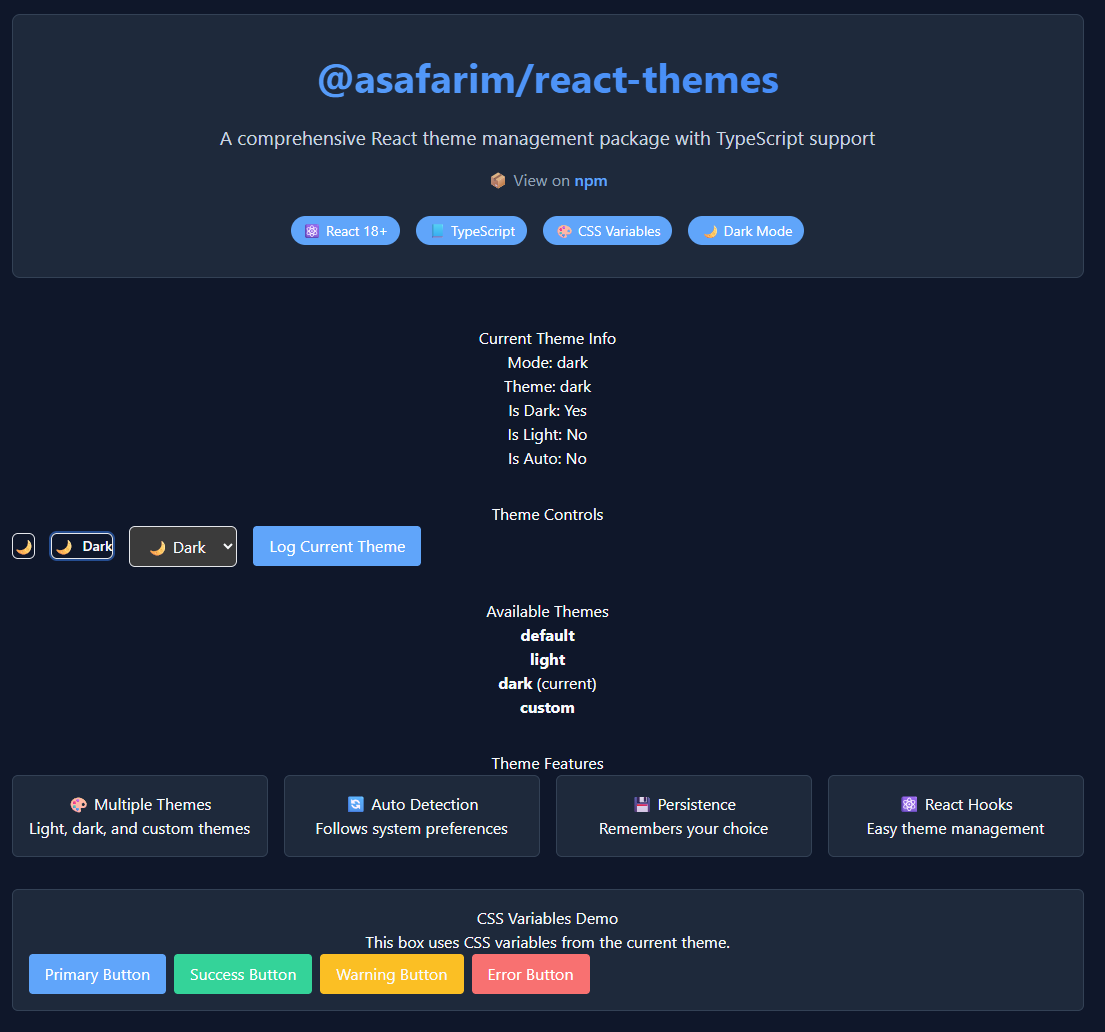 @asafarim/react-themes
A comprehensive React theme management package with TypeScript support
📦 View on npm
⚛️ React 18+ 📘 TypeScript 🎨 CSS Variables 🌙 Dark Mode
Current Theme Info
Mode: dark
Theme: dark
Is Dark: Yes
Is Light: No
Is Auto: No
Theme Controls
🌙 🌙 Dark 🌙 Dark Log Current Theme
Available Themes
default
light
dark (current)
custom
Theme Features
🎨 Multiple Themes 🔄 Auto Detection 💾 Persistence ⚛️ React Hooks
Light, dark, and custom themes Follows system preferences Remembers your choice Easy theme management
CSS Variables Demo
This box uses CSS variables from the current theme.
Primary Button Success Button Warning Button Error Button